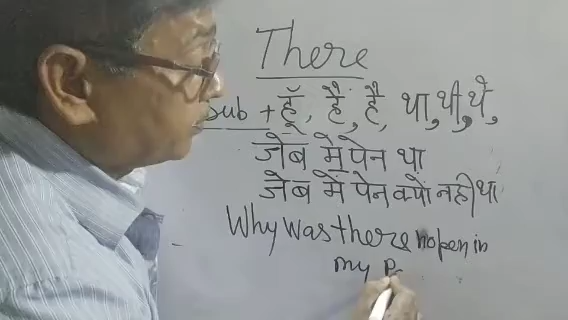 There
Sub + हूँ, हैं, है, था, थी, थे,
जेब में पेन था
जेब में पेन क्यों नही था
Why was there no pen in
my P